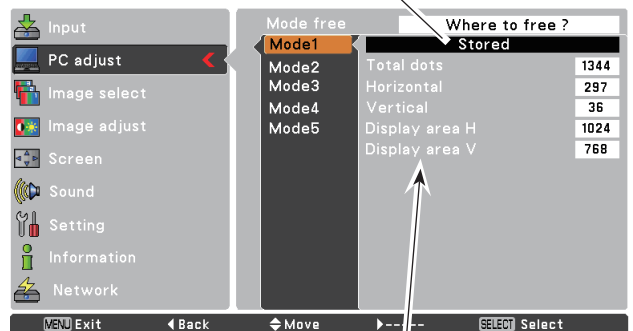 Input
PC adjust
Image select
Image adjust
Screen
Sound
Setting
Information
Network
Mode free
Where to free ?
Mode1
Mode2
Mode3
Mode4
Mode5
Stored
Total dots 1344
Horizontal 297
Vertical 36
Display area H 1024
Display area V 768
MENU Exit Back Move ----- SELECT Select